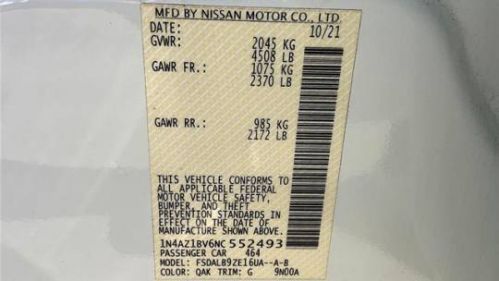 MFD BY NISSAN MOTOR CO., LTD.
DATE: 10/21
GVWR: 2045 KG
4508 LB
GAWR FR.: 1075 KG
2370 LB
GAWR RR.: 985 KG
2172 LB
THIS VEHICLE CONFORMS TO
ALL APPLICABLE FEDERAL
MOTOR VEHICLE SAFETY,
BUMPER, AND THEFT
PREVENTION STANDARDS IN
EFFECT ON THE DATE OF
MANUFACTURE SHOWN ABOVE.
1N4AZ1BV6NC552493
PASSENGER CAR 464
MODEL: FSDALB9ZE16UA--A-B
COLOR: QAK TRIM: G 9N00A